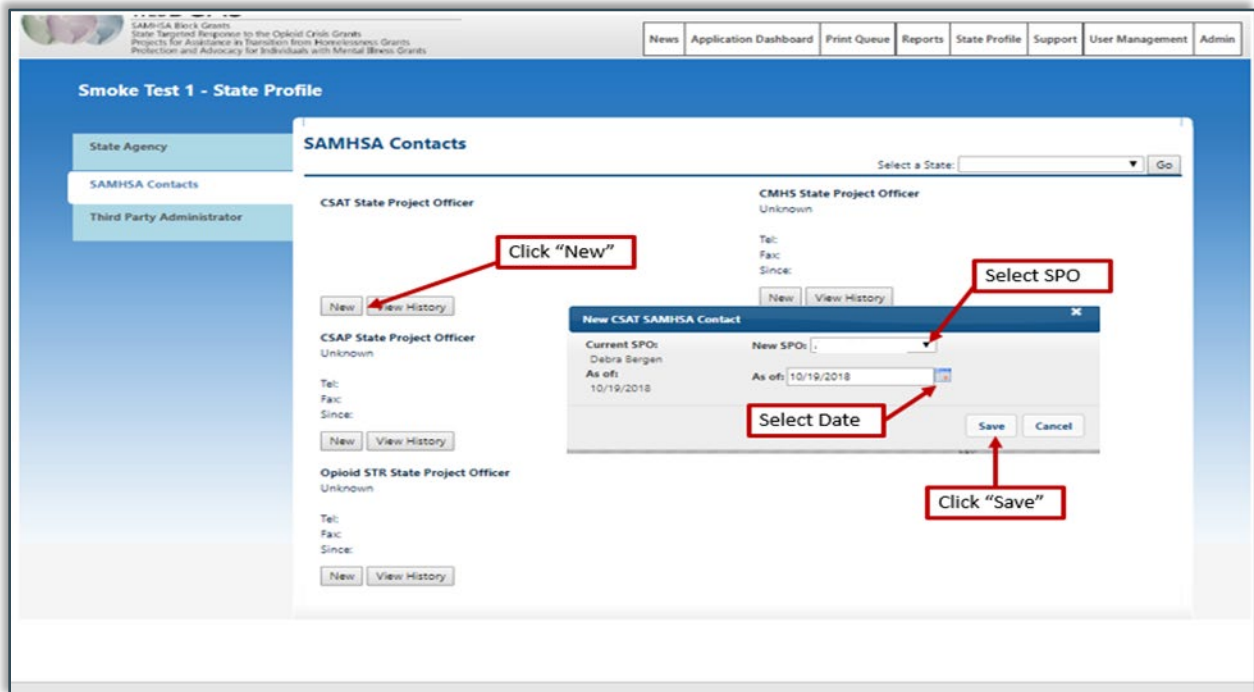 SAMHSA Block Grants
State Targeted Response to the Opioid Crisis Grants
Projects for Assistance in Transition from Homelessness Grants
Protection and Advocacy for Individuals with Mental Illness Grants
News Application Dashboard Print Queue Reports State Profile Support User Management Admin
Smoke Test 1 - State Profile
State Agency
SAMHSA Contacts
Third Party Administrator
SAMHSA Contacts
Select a State: Go
CSAT State Project Officer
Click “New”
New View History
CMHS State Project Officer
Unknown
Tel:
Fax:
Since:
New View History
Select SPO
CSAP State Project Officer
Unknown
Tel:
Fax:
Since:
New View History
New CSAT SAMHSA Contact
Current SPO:
Debra Bergen
As of:
10/19/2018
New SPO: .
As of: 10/19/2018
Select Date
Save Cancel
Click “Save”
Opioid STR State Project Officer
Unknown
Tel:
Fax:
Since:
New View History